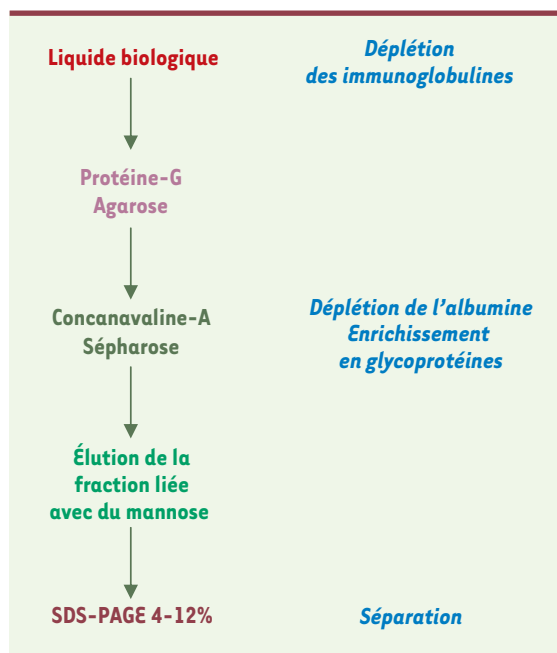 Liquide biologique
Déplétion
des immunoglobulines
Protéine-G
Agarose
Concanavaline-A
Sépharose
Déplétion de l'albumine
Enrichissement
en glycoprotéines
Élution de la
fraction liée
avec du mannose
SDS-PAGE 4-12%
Séparation